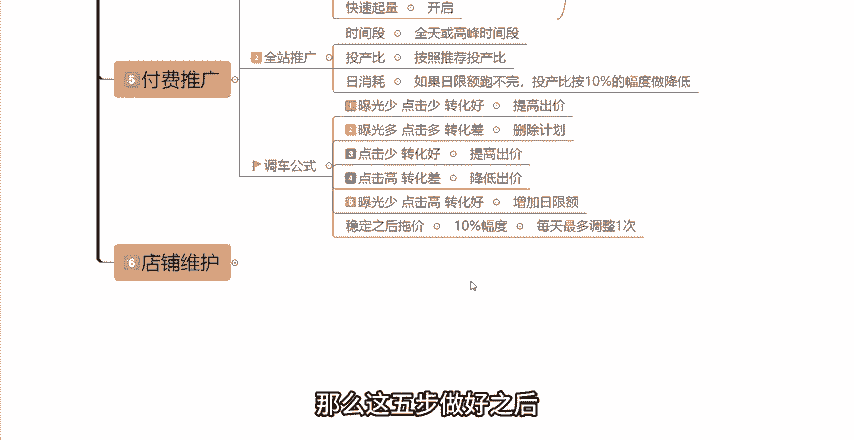 快速起量 开启
5 付费推广
2 全站推广
时间段 全天或高峰时间段
投产比 按照推荐投产比
日消耗 如果日限额跑不完，投产比按10%的幅度做降低
调车公式
1 曝光少 点击少 转化好 提高出价
2 曝光多 点击多 转化差 删除计划
3 点击少 转化好 提高出价
4 点击高 转化差 降低出价
5 曝光少 点击高 转化好 增加日限额
稳定之后拖价 10%幅度 每天最多调整1次
6 店铺维护
那么这五步做好之后